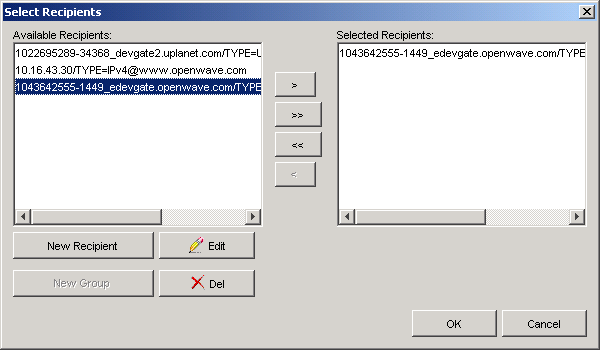 Select Recipients
Available Recipients:
Selected Recipients:
1022695289-34368_devgate2.uplanet.com/TYPE=U
10.16.43.30/TYPE=IPv4@wvww.openwave.com
1043642555-1449_edevgate.openwave.com/TYPE
1043642555-1449_edevgate.openwave.com/TYPE
>
>>
<<
<
New Recipient
Edit
New Group
Del
OK
Cancel